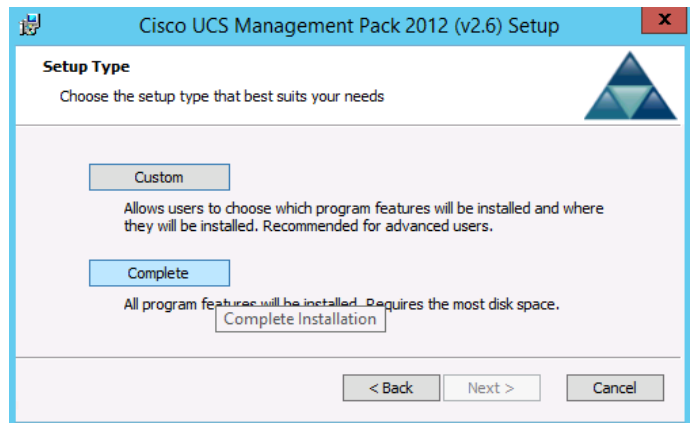 Cisco UCS Management Pack 2012 (v2.6) Setup
x
Setup Type
Choose the setup type that best suits your needs
Custom
Allows users to choose which program features will be installed and where
they will be installed. Recommended for advanced users.
Complete
All program features will be installed. Requires the most disk space.
Complete Installation
< Back Next > Cancel